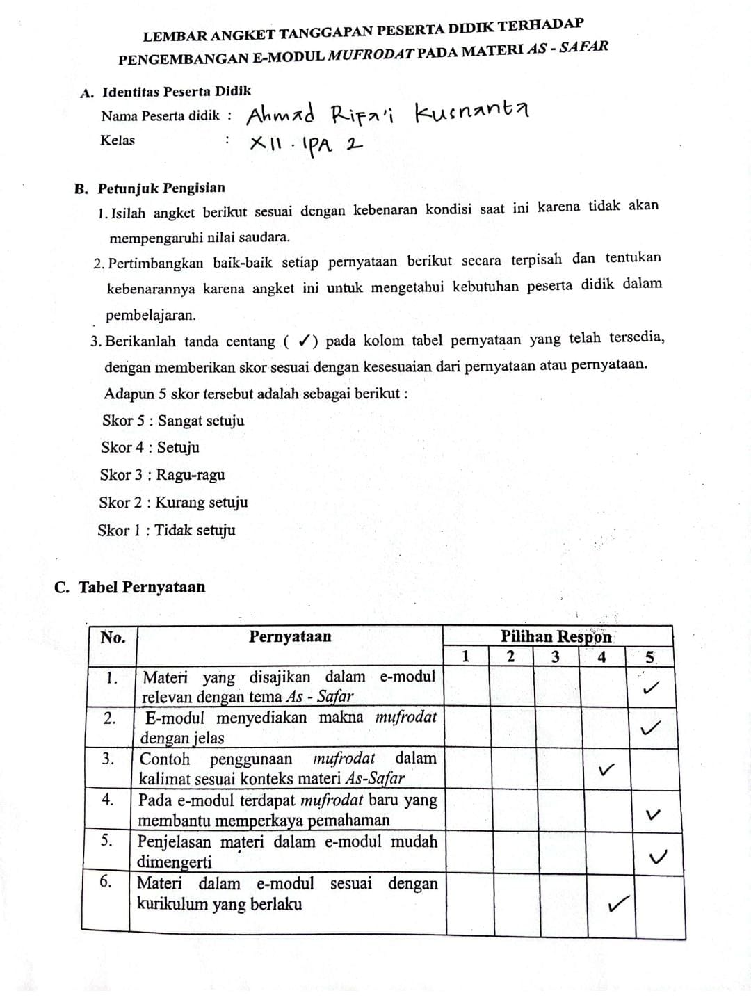 LEMBAR ANGKET TANGGAPAN PESERTA DIDIK TERHADAP
PENGEMBANGAN E-MODUL MUFRODAT PADA MATERI AS - SAFAR
A. Identitas Peserta Didik
Nama Peserta didik : Ahmad Rifa'i Kusnanta
Kelas : XII . IPA 2
B. Petunjuk Pengisian
1. Isilah angket berikut sesuai dengan kebenaran kondisi saat ini karena tidak akan
mempengaruhi nilai saudara.
2. Pertimbangkan baik-baik setiap pernyataan berikut secara terpisah dan tentukan
kebenarannya karena angket ini untuk mengetahui kebutuhan peserta didik dalam
pembelajaran.
3. Berikanlah tanda centang ( ✓) pada kolom tabel pernyataan yang telah tersedia,
dengan memberikan skor sesuai dengan kesesuaian dari pernyataan atau pernyataan.
Adapun 5 skor tersebut adalah sebagai berikut :
Skor 5 : Sangat setuju
Skor 4 : Setuju
Skor 3 : Ragu-ragu
Skor 2 : Kurang setuju
Skor 1 : Tidak setuju
C. Tabel Pernyataan
No. Pernyataan Pilihan Respon
1 2 3 4 5
1. Materi yang disajikan dalam e-modul ✓
relevan dengan tema As - Safar
2. E-modul menyediakan makna mufrodat ✓
dengan jelas
3. Contoh penggunaan mufrodat dalam ✓
kalimat sesuai konteks materi As-Safar
4. Pada e-modul terdapat mufrodat baru yang ✓
membantu memperkaya pemahaman
5. Penjelasan materi dalam e-modul mudah ✓
dimengerti
6. Materi dalam e-modul sesuai dengan ✓
kurikulum yang berlaku